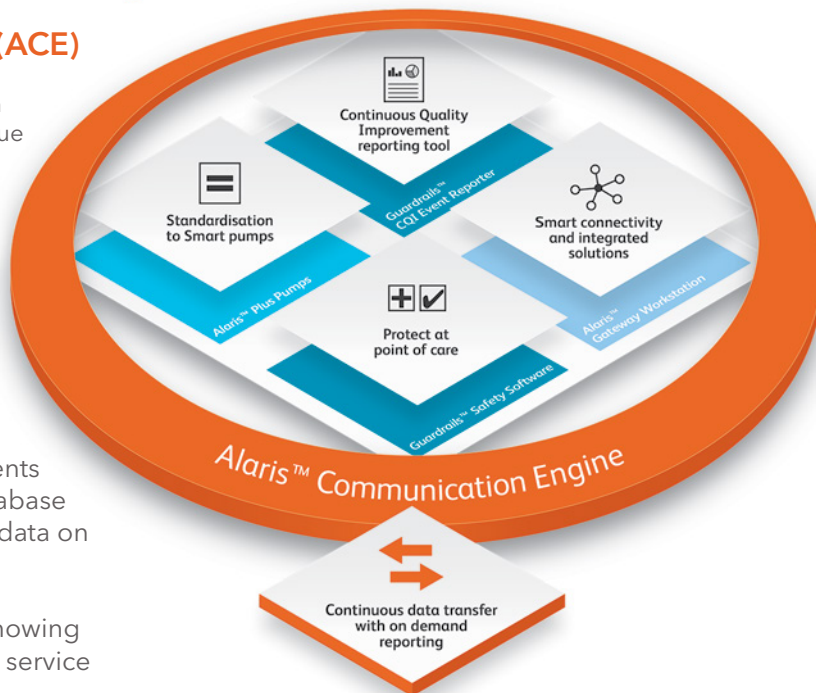 (ACE)
ue
Continuous Quality
Improvement
reporting tool
Guardrails™
CQI Event Reporter
Standardisation
to Smart pumps
Alaris™ Plus Pumps
Smart connectivity
and integrated
solutions
Alaris™
Gateway Workstation
Protect at
point of care
Guardrails™ Safety Software
Alaris™ Communication Engine
ents
abase
data on
nowing
service
Continuous data transfer
with on demand
reporting